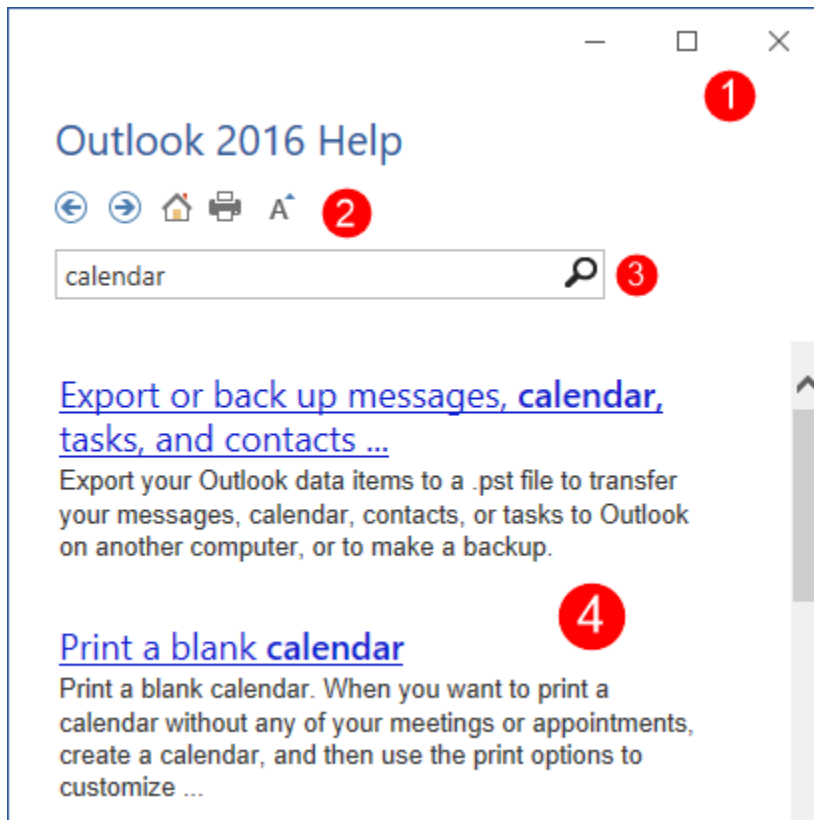 1
Outlook 2016 Help
A 2
calendar 3
Export or back up messages, calendar,
tasks, and contacts ...
Export your Outlook data items to a .pst file to transfer
your messages, calendar, contacts, or tasks to Outlook
on another computer, or to make a backup.
4
Print a blank calendar
Print a blank calendar. When you want to print a
calendar without any of your meetings or appointments,
create a calendar, and then use the print options to
customize ...